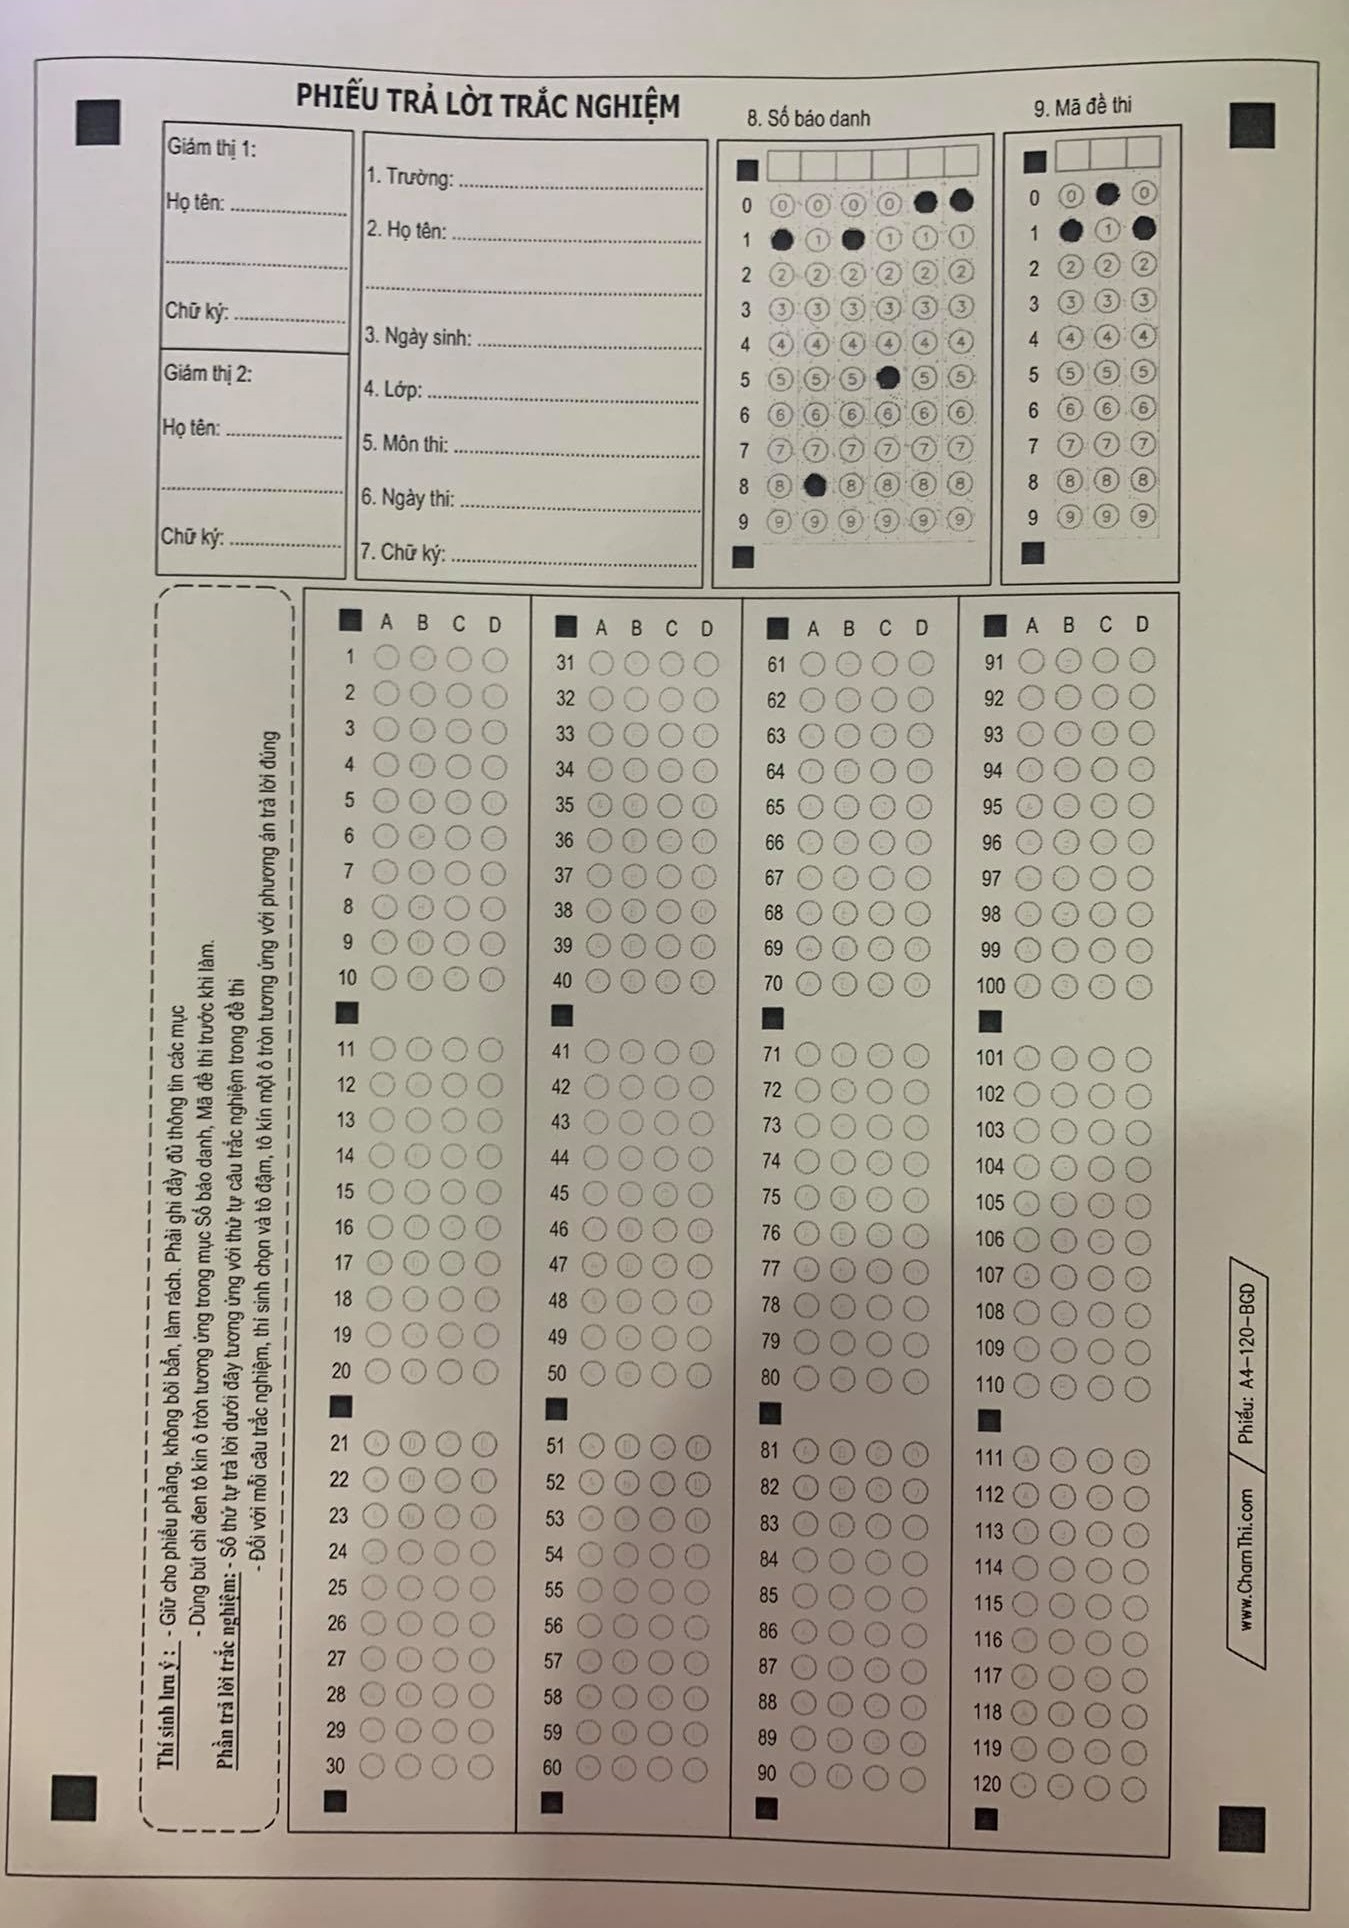 PHIẾU TRẢ LỜI TRẮC NGHIỆM
Giám thị 1:
Họ tên:
Chữ ký:
Giám thị 2:
Họ tên:
Chữ ký:
1. Trường:
2. Họ tên:
3. Ngày sinh:
4. Lớp:
5. Môn thi:
6. Ngày thi:
7. Chữ ký:
8. Số báo danh
0 0 0 0 0
1 1 1 1 1
2 2 2 2 2 2 2
3 3 3 3 3 3 3
4 4 4 4 4 4 4
5 5 5 5 5 5
6 6 6 6 6 6 6
7 7 7 7 7 7 7
8 8 8 8 8 8
9 9 9 9 9 9 9
9. Mã đề thi
0 0 0
1 1
2 2 2 2
3 3 3 3
4 4 4 4
5 5 5 5
6 6 6 6
7 7 7 7
8 8 8 8
9 9 9 9
Thí sinh lưu ý : - Giữ cho phiếu phẳng, không bôi bẩn, làm rách. Phải ghi đầy đủ thông tin các mục
- Dùng bút chì đen tô kín ô tròn tương ứng trong mục Số báo danh, Mã đề thi trước khi làm.
Phần trả lời trắc nghiệm: - Số thứ tự trả lời dưới đây tương ứng với thứ tự câu trắc nghiệm trong đề thi
- Đối với mỗi câu trắc nghiệm, thí sinh chọn và tô đậm, tô kín một ô tròn tương ứng với phương án trả lời đúng
A B C D
1
2
3
4
5
6
7
8
9
10
11
12
13
14
15
16
17
18
19
20
21
22
23
24
25
26
27
28
29
30
A B C D
31
32
33
34
35
36
37
38
39
40
41
42
43
44
45
46
47
48
49
50
51
52
53
54
55
56
57
58
59
60
A B C D
61
62
63
64
65
66
67
68
69
70
71
72
73
74
75
76
77
78
79
80
81
82
83
84
85
86
87
88
89
90
A B C D
91
92
93
94
95
96
97
98
99
100
101
102
103
104
105
106
107
108
109
110
111
112
113
114
115
116
117
118
119
120
www.ChamThi.com
Phiếu: A4-120-BGD